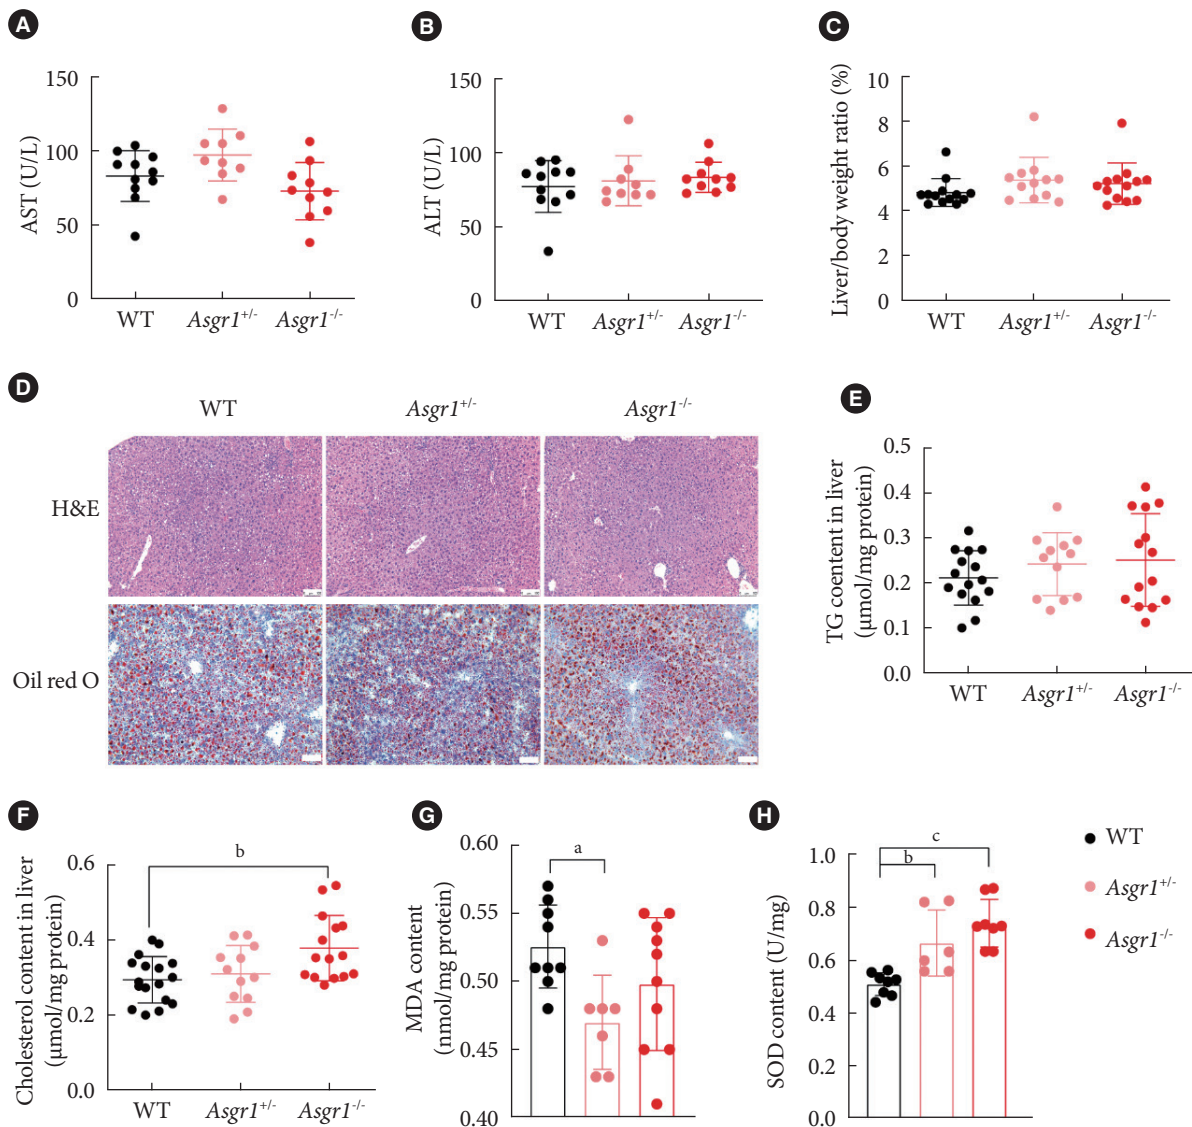 A
AST (U/L)
150
100
50
0
WT
Asgr1+/-
Asgr1-/-
B
ALT (U/L)
150
100
50
0
WT
Asgr1+/-
Asgr1-/-
C
Liver/body weight ratio (%)
10
8
6
4
2
0
WT
Asgr1+/-
Asgr1-/-
D
WT
Asgr1+/-
Asgr1-/-
H&E
Oil red O
E
TG content in liver
(μmol/mg protein)
0.5
0.4
0.3
0.2
0.1
0.0
WT
Asgr1+/-
Asgr1-/-
F
Cholesterol content in liver
(μmol/mg protein)
0.6
0.4
0.2
0.0
b
WT
Asgr1+/-
Asgr1-/-
G
MDA content
(nmol/mg protein)
0.60
0.55
0.50
0.45
0.40
a
H
SOD content (U/mg)
1.0
0.8
0.6
0.4
0.2
0.0
c
b
WT
Asgr1+/-
Asgr1-/-